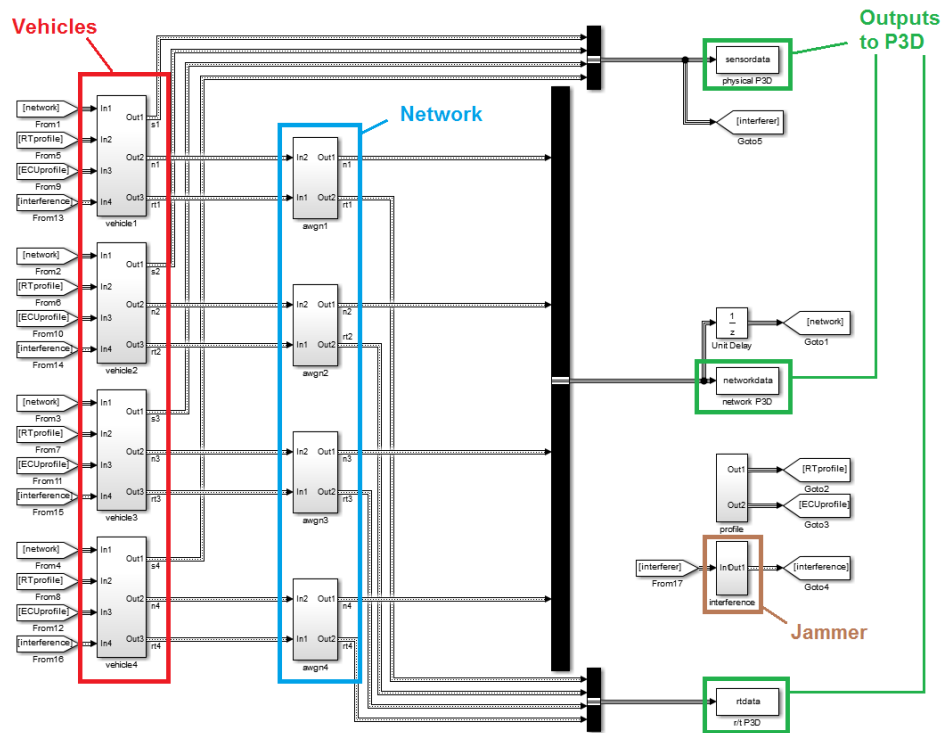 Vehicles
Outputs
to P3D
Network
Jammer
[network]
From1
[RTprofile]
From5
[ECUprofile]
From9
[interference]
From13
In1
In2
In3
In4
Out1
Out2
Out3
vehicle1
s1
n1
rt1
[network]
From2
[RTprofile]
From6
[ECUprofile]
From10
[interference]
From14
In1
In2
In3
In4
Out1
Out2
Out3
vehicle2
s2
n2
rt2
[network]
From3
[RTprofile]
From7
[ECUprofile]
From11
[interference]
From15
In1
In2
In3
In4
Out1
Out2
Out3
vehicle3
s3
n3
rt3
[network]
From4
[RTprofile]
From8
[ECUprofile]
From12
[interference]
From16
In1
In2
In3
In4
Out1
Out2
Out3
vehicle4
s4
n4
rt4
In2 Out1
In1 Out2
awgn1
n1
rt1
In2 Out1
In1 Out2
awgn2
n2
rt2
In2 Out1
In1 Out2
awgn3
n3
rt3
In2 Out1
In1 Out2
awgn4
n4
rt4
sensordata
physical P3D
[interferer]
Goto5
1
z
Unit Delay
[network]
Goto1
networkdata
network P3D
Out1
Out2
profile
[RTprofile]
Goto2
[ECUprofile]
Goto3
[interferer]
From17
In1 Out1
interference
[interference]
Goto4
rtdata
r/t P3D